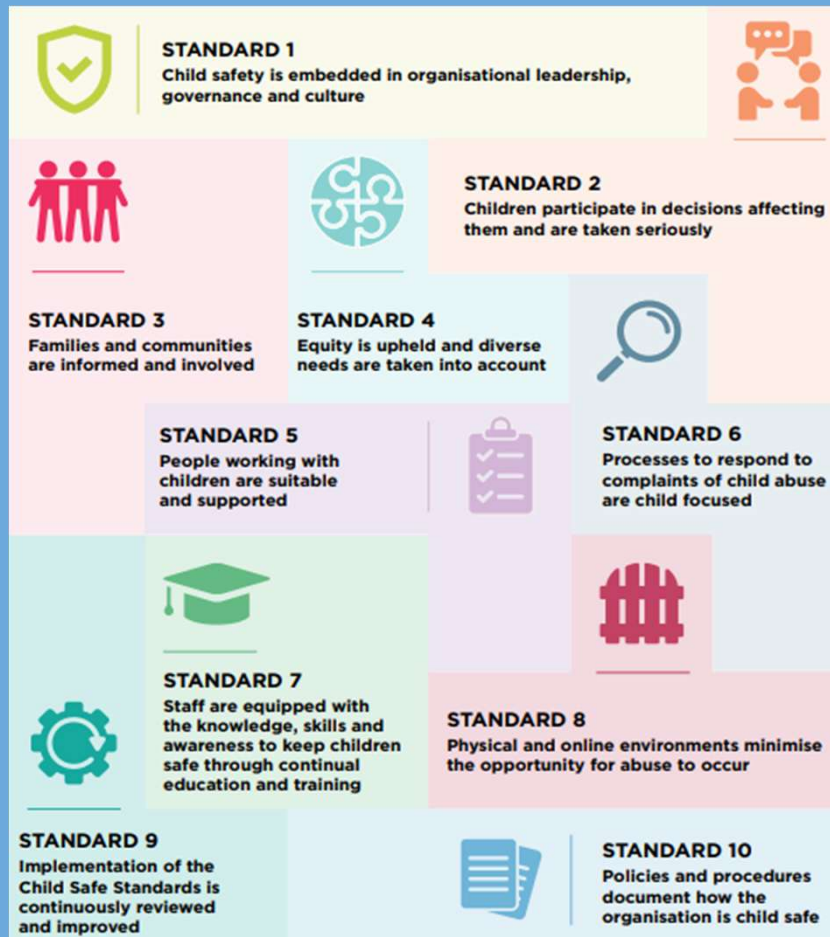 STANDARD 1
Child safety is embedded in organisational leadership,
governance and culture
STANDARD 2
Children participate in decisions affecting
them and are taken seriously
STANDARD 3
Families and communities
are informed and involved
STANDARD 4
Equity is upheld and diverse
needs are taken into account
STANDARD 5
People working with
children are suitable
and supported
STANDARD 6
Processes to respond to
complaints of child abuse
are child focused
STANDARD 7
Staff are equipped with
the knowledge, skills and
awareness to keep children
safe through continual
education and training
STANDARD 8
Physical and online environments minimise
the opportunity for abuse to occur
STANDARD 9
Implementation of the
Child Safe Standards is
continuously reviewed
and improved
STANDARD 10
Policies and procedures
document how the
organisation is child safe